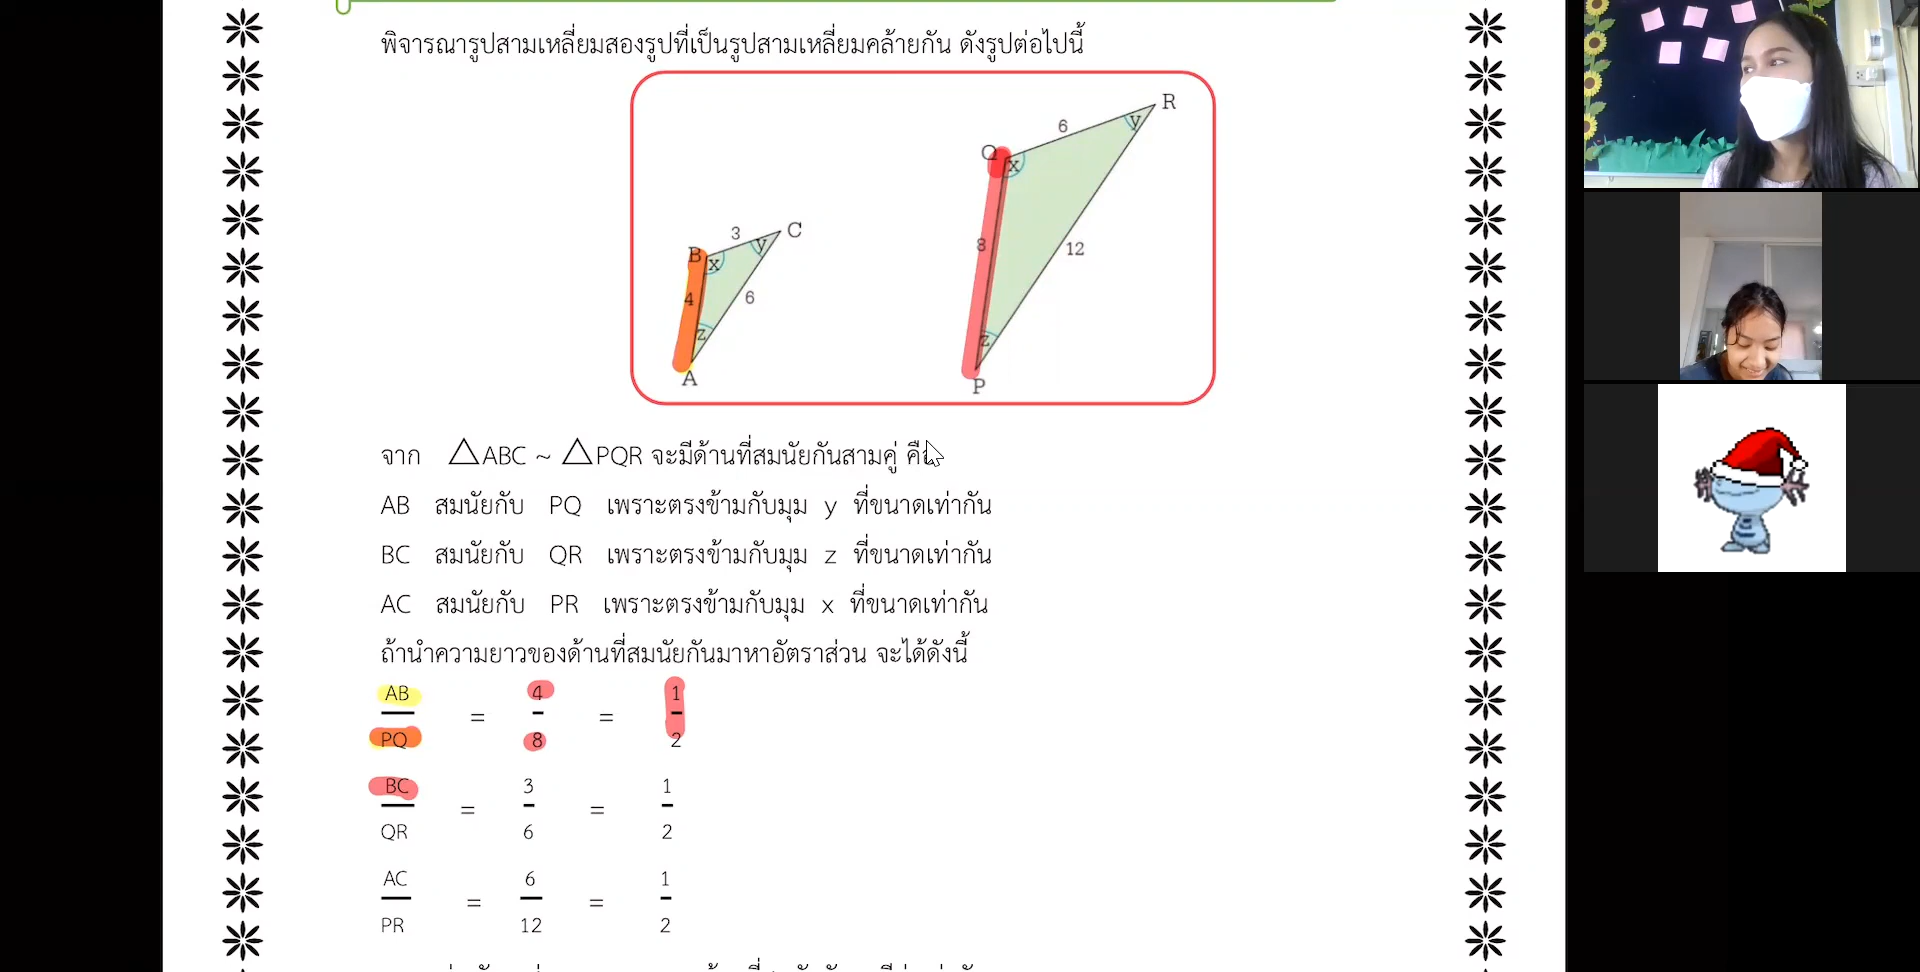 พิจารณารูปสามเหลี่ยมสองรูปที่เป็นรูปสามเหลี่ยมคล้ายกัน ดังรูปต่อไปนี้
R
6
y
Q
x
8
12
z
P
3
C
B
x
y
4
6
z
A
จาก △ABC ~ △PQR จะมีด้านที่สมนัยกันสามคู่ คือ
AB สมนัยกับ PQ เพราะตรงข้ามกับมุม y ที่ขนาดเท่ากัน
BC สมนัยกับ QR เพราะตรงข้ามกับมุม z ที่ขนาดเท่ากัน
AC สมนัยกับ PR เพราะตรงข้ามกับมุม x ที่ขนาดเท่ากัน
ถ้านำความยาวของด้านที่สมนัยกันมาหาอัตราส่วน จะได้ดังนี้
AB 4 1
= =
PQ 8 2
BC 3 1
= =
QR 6 2
AC 6 1
= =
PR 12 2